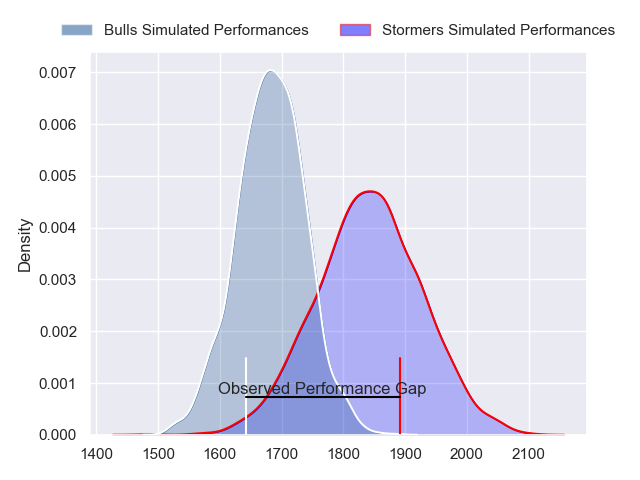 Bulls Simulated Performances
Stormers Simulated Performances
0.007
0.006
0.005
0.004
0.003
0.002
0.001
0.000
Density
Observed Performance Gap
1400 1500 1600 1700 1800 1900 2000 2100